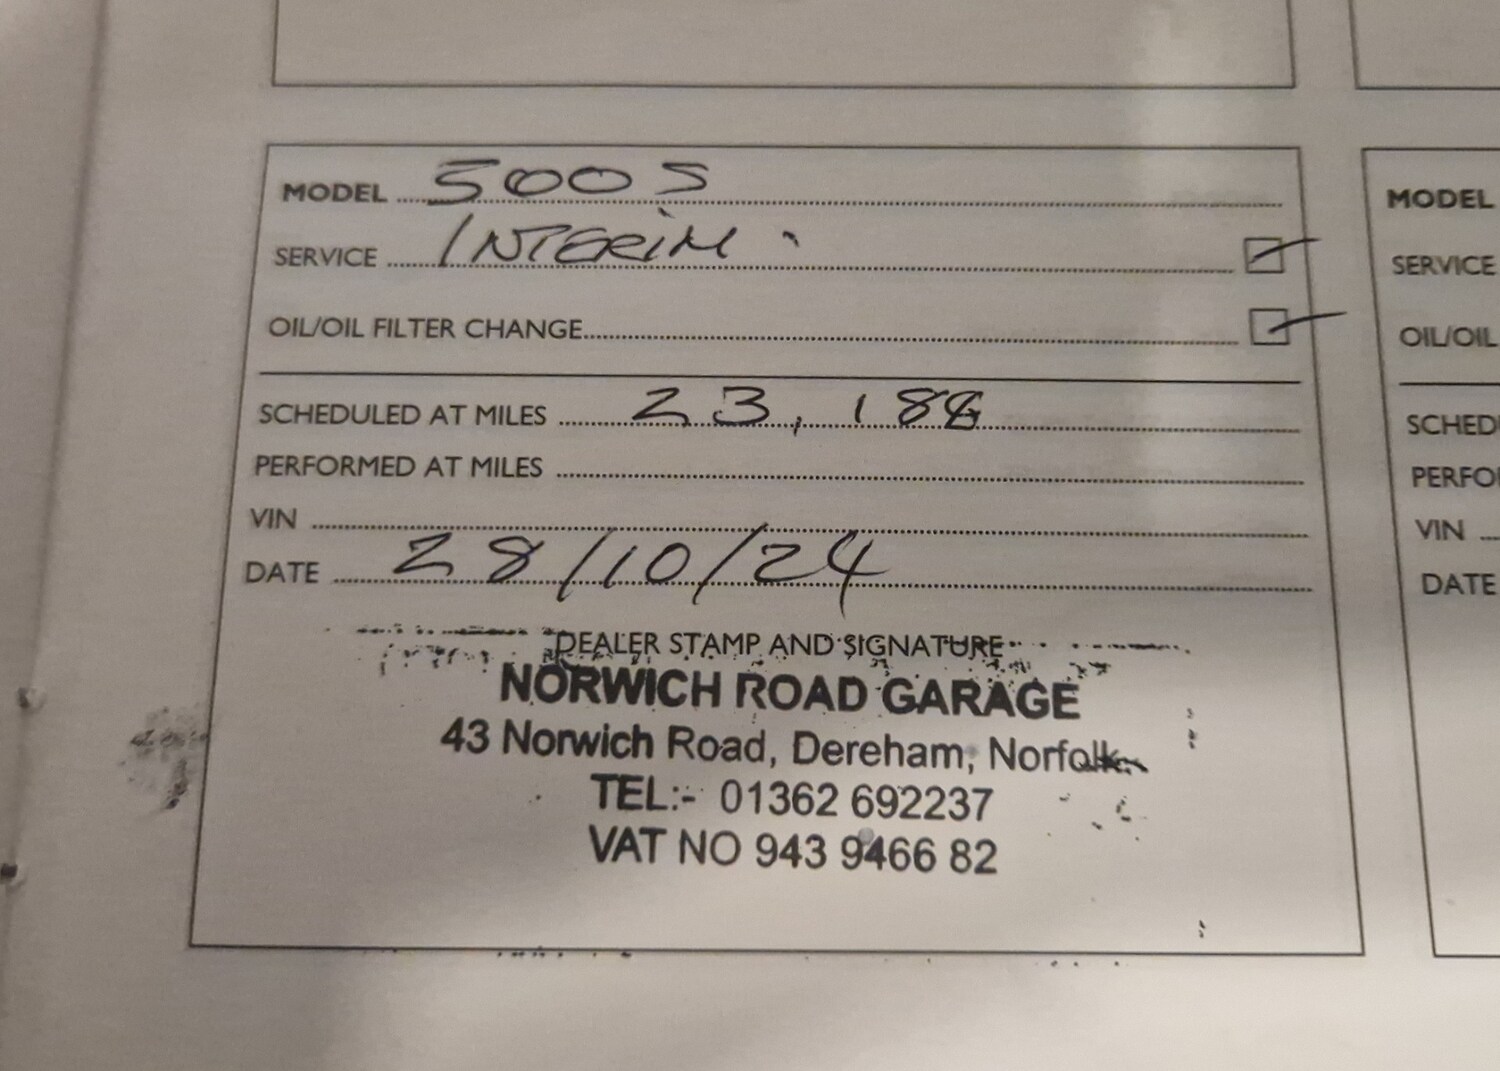 MODEL 500 S
SERVICE INTERIM.
OIL/OIL FILTER CHANGE
SCHEDULED AT MILES 23,
PERFORMED AT MILES
VIN
DATE 28/10/24
DEALER STAMP AND SIGNATURE
NORWICH ROAD GARAGE
43 Norwich Road, Dereham, Norfolk.
TEL:- 01362 692237
VAT NO 943 9466 82
MODEL
SERVICE
OIL/OIL
SCHED
PERFO
VIN
DATE